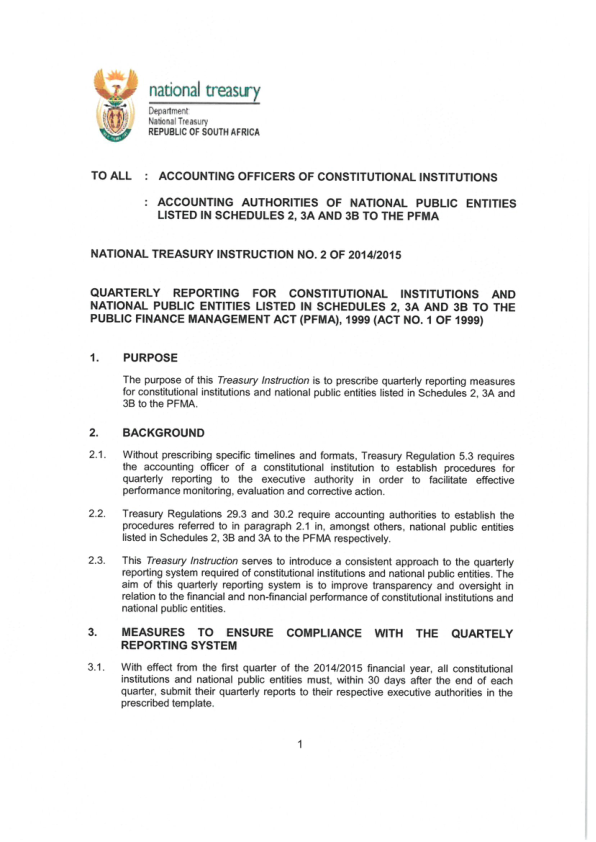 national treasury
Department:
National Treasury
REPUBLIC OF SOUTH AFRICA
TO ALL : ACCOUNTING OFFICERS OF CONSTITUTIONAL INSTITUTIONS
: ACCOUNTING AUTHORITIES OF NATIONAL PUBLIC ENTITIES
LISTED IN SCHEDULES 2, 3A AND 3B TO THE PFMA
NATIONAL TREASURY INSTRUCTION NO. 2 OF 2014/2015
QUARTERLY REPORTING FOR CONSTITUTIONAL INSTITUTIONS AND
NATIONAL PUBLIC ENTITIES LISTED IN SCHEDULES 2, 3A AND 3B TO THE
PUBLIC FINANCE MANAGEMENT ACT (PFMA), 1999 (ACT NO. 1 OF 1999)
1. PURPOSE
The purpose of this Treasury Instruction is to prescribe quarterly reporting measures
for constitutional institutions and national public entities listed in Schedules 2, 3A and
3B to the PFMA.
2. BACKGROUND
2.1. Without prescribing specific timelines and formats, Treasury Regulation 5.3 requires
the accounting officer of a constitutional institution to establish procedures for
quarterly reporting to the executive authority in order to facilitate effective
performance monitoring, evaluation and corrective action.
2.2. Treasury Regulations 29.3 and 30.2 require accounting authorities to establish the
procedures referred to in paragraph 2.1 in, amongst others, national public entities
listed in Schedules 2, 3B and 3A to the PFMA respectively.
2.3. This Treasury Instruction serves to introduce a consistent approach to the quarterly
reporting system required of constitutional institutions and national public entities. The
aim of this quarterly reporting system is to improve transparency and oversight in
relation to the financial and non-financial performance of constitutional institutions and
national public entities.
3. MEASURES TO ENSURE COMPLIANCE WITH THE QUARTELY
REPORTING SYSTEM
3.1. With effect from the first quarter of the 2014/2015 financial year, all constitutional
institutions and national public entities must, within 30 days after the end of each
quarter, submit their quarterly reports to their respective executive authorities in the
prescribed template.
1